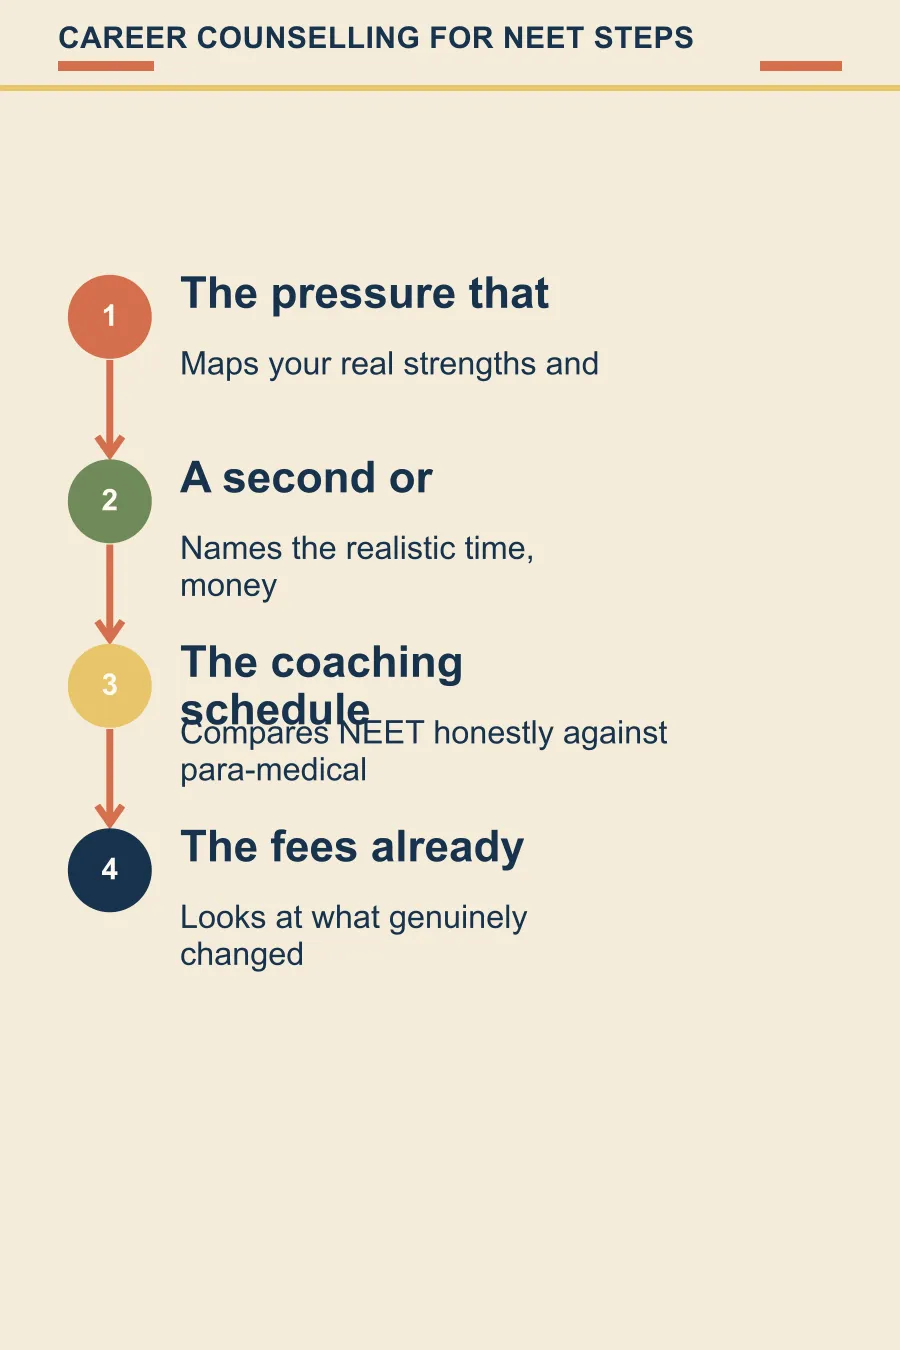 CAREER COUNSELLING FOR NEET STEPS
1
The pressure that
Maps your real strengths and
2
A second or
Names the realistic time,
money
3
The coaching
schedule
Compares NEET honestly against
para-medical
4
The fees already
Looks at what genuinely
changed